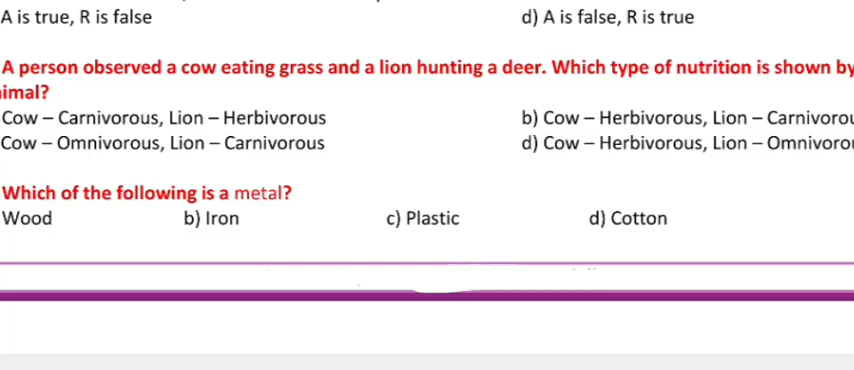 A is true, R is false d) A is false, R is true
A person observed a cow eating grass and a lion hunting a deer. Which type of nutrition is shown by
imal?
Cow – Carnivorous, Lion – Herbivorous b) Cow – Herbivorous, Lion – Carnivorou
Cow – Omnivorous, Lion – Carnivorous d) Cow – Herbivorous, Lion – Omnivoro
Which of the following is a metal?
Wood b) Iron c) Plastic d) Cotton